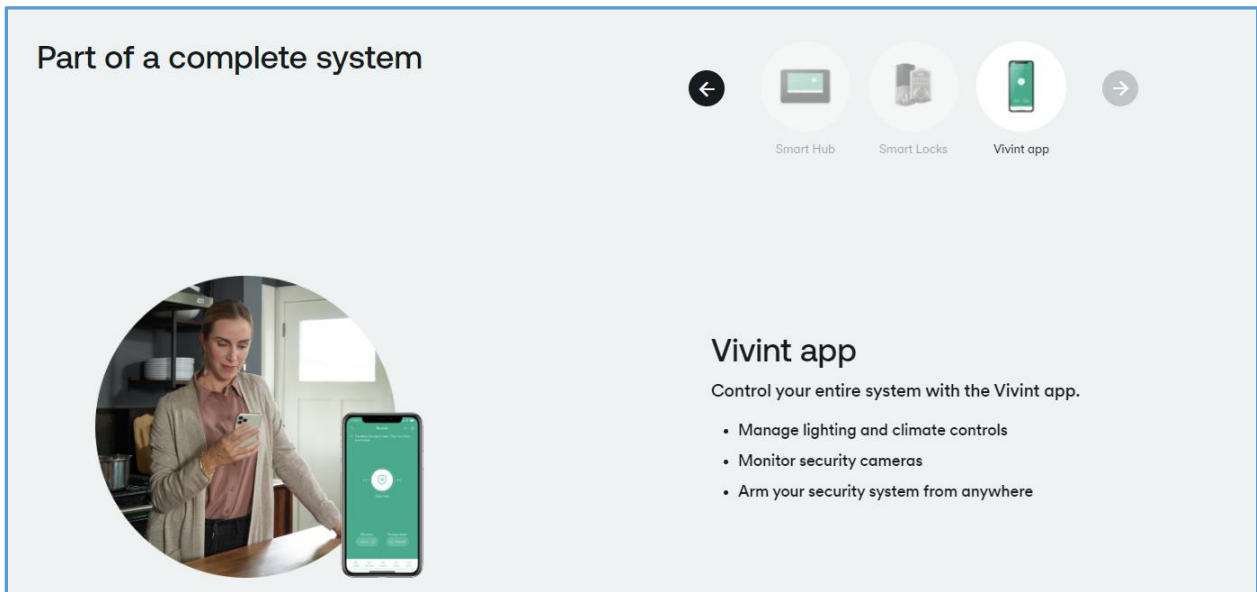 Part of a complete system
Smart Hub
Smart Locks
Vivint app
Vivint app
Control your entire system with the Vivint app.
• Manage lighting and climate controls
• Monitor security cameras
• Arm your security system from anywhere